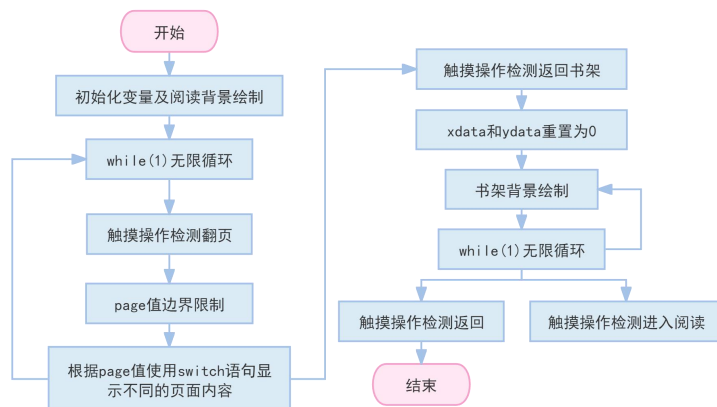 开始
初始化变量及阅读背景绘制
while(1)无限循环
触摸操作检测翻页
page值边界限制
根据page值使用switch语句显
示不同的页面内容
触摸操作检测返回书架
xdata和ydata重置为0
书架背景绘制
while(1)无限循环
触摸操作检测返回
触摸操作检测进入阅读
结束